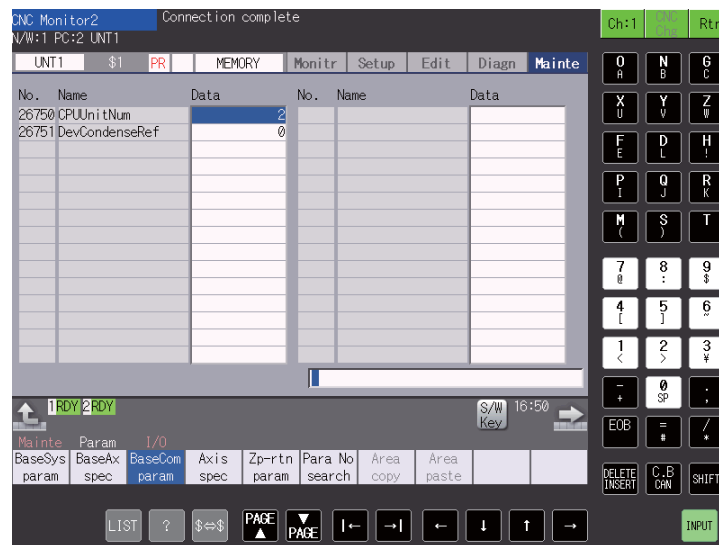 CNC Monitor2 Connection complete
N/W:1 PC:2 UNT1
UNT1 $1 PR MEMORY Monitr Setup Edit Diagn Mainte
No. Name Data No. Name Data
26750 CPUUnitNum 2
26751 DevCondenseRef 0
1RDY 2RDY S/W Key 16:50
Mainte Param I/O
BaseSys param BaseAx spec BaseCom param Axis spec Zp-rtn param Para No search Area copy Area paste
LIST ? $⇔$ PAGE ▲ ▼ PAGE |← →| ← ↓ ↑ →
Ch:1 CNC Chg Rtr
O A N B G C
X U Y V Z W
F E D L H !
P I Q J R K
M ( S ) T
7 @ 8 : 9 $
4 [ 5 ] 6 ~
1 < 2 > 3 ¥
- + 0 SP . ,
EOB = # / *
DELETE INSERT C.B CAN SHIFT
INPUT